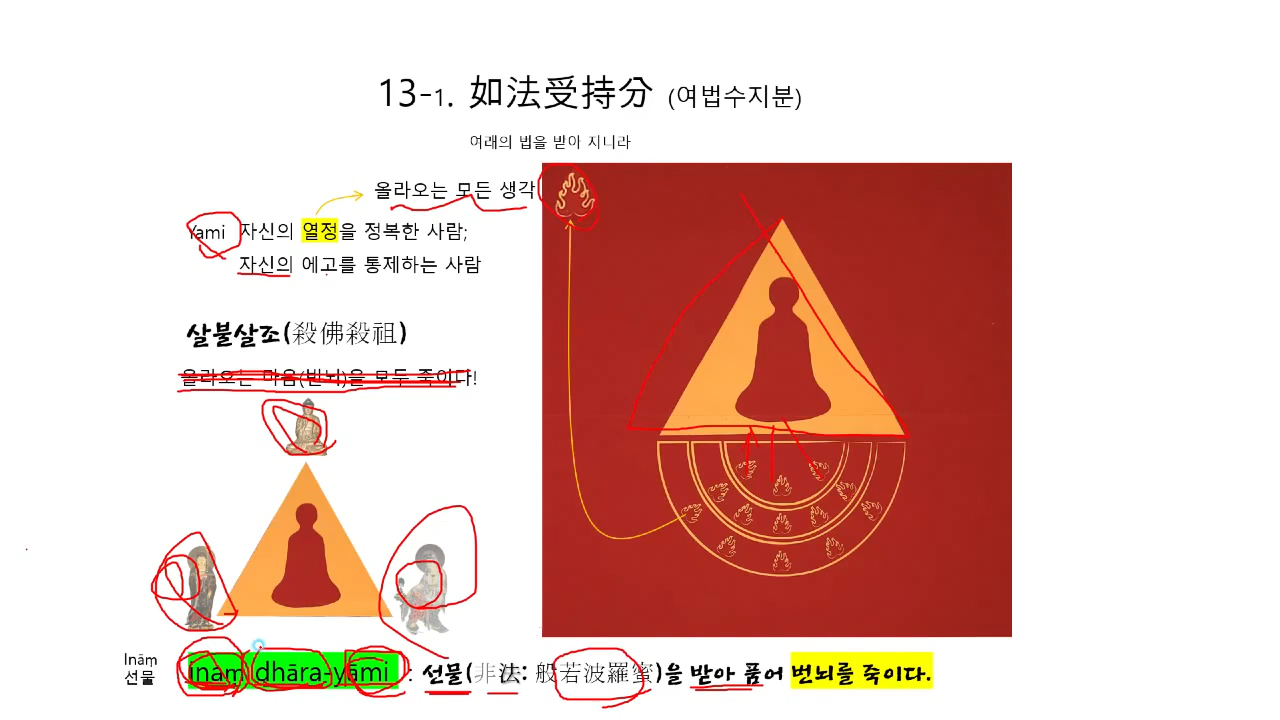 13-1. 如法受持分 (여법수지분)
여래의 법을 받아 지니라
올라오는 모든 생각
Yami 자신의 열정을 정복한 사람;
자신의 에고를 통제하는 사람
살불살조(殺佛殺祖)
올라오는 마음(번뇌)을 모두 죽이다!
Ināṃ
선물
ināṃ dhāra-yāmi : 선물(非法: 般若波羅蜜)을 받아 품어 번뇌를 죽이다.